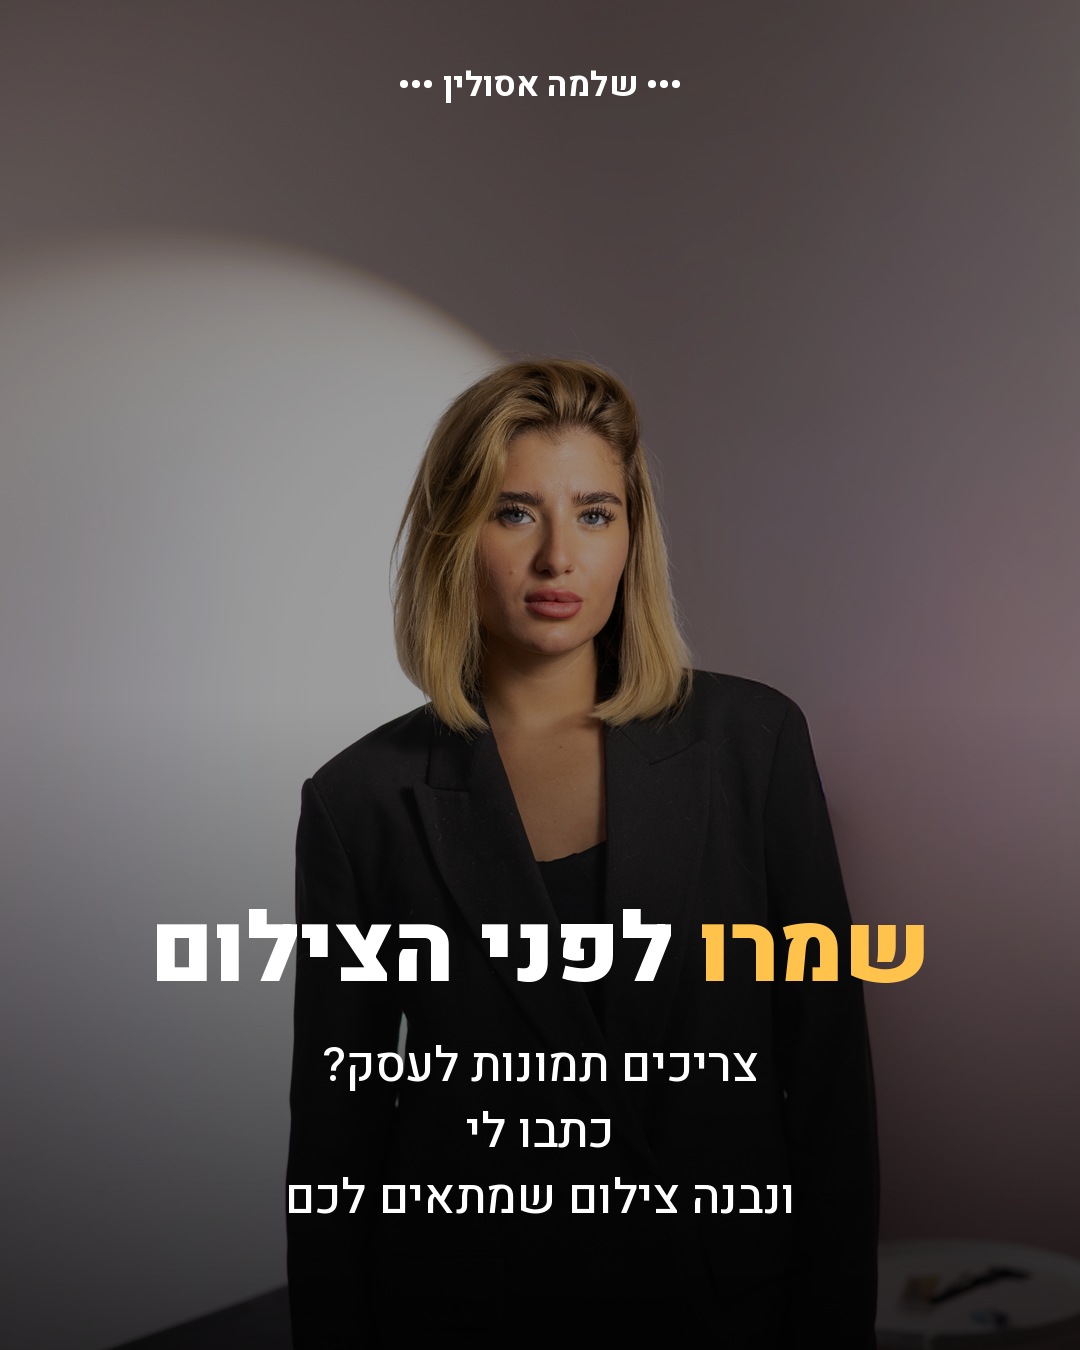 ••• שלמה אסולין •••
שמרו לפני הצילום
צריכים תמונות לעסק?
כתבו לי
ונבנה צילום שמתאים לכם